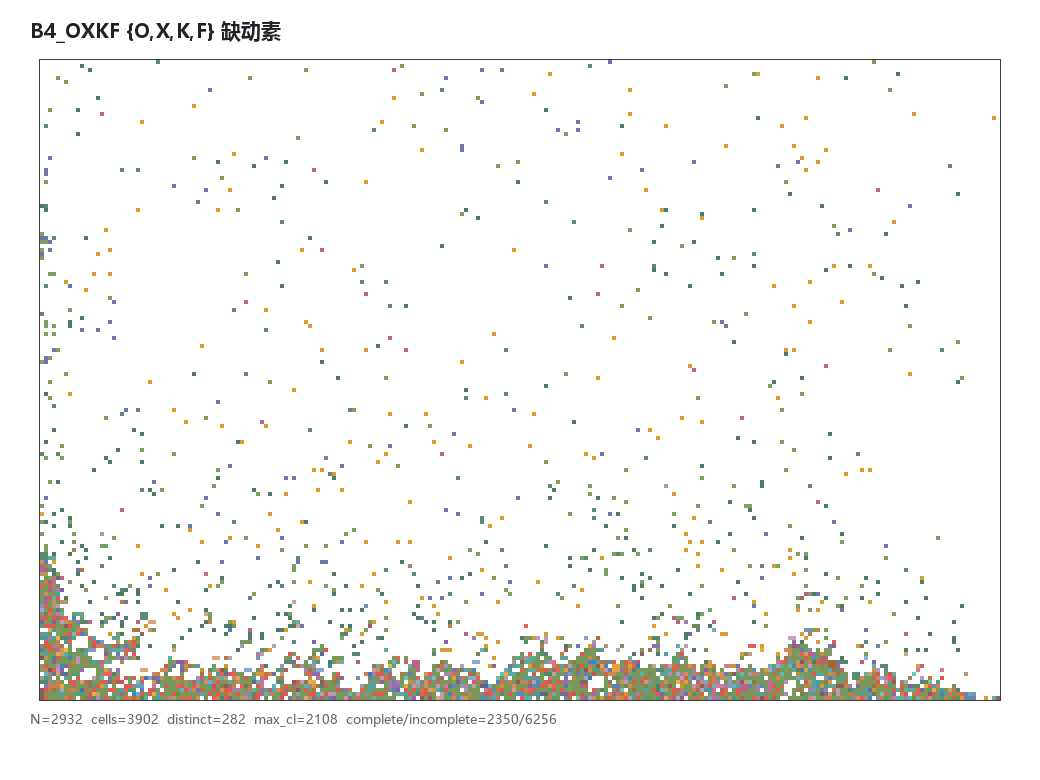 B4_OXKF {O,X,K,F} 缺动素
N=2932 cells=3902 distinct=282 max_cl=2108 complete/incomplete=2350/6256